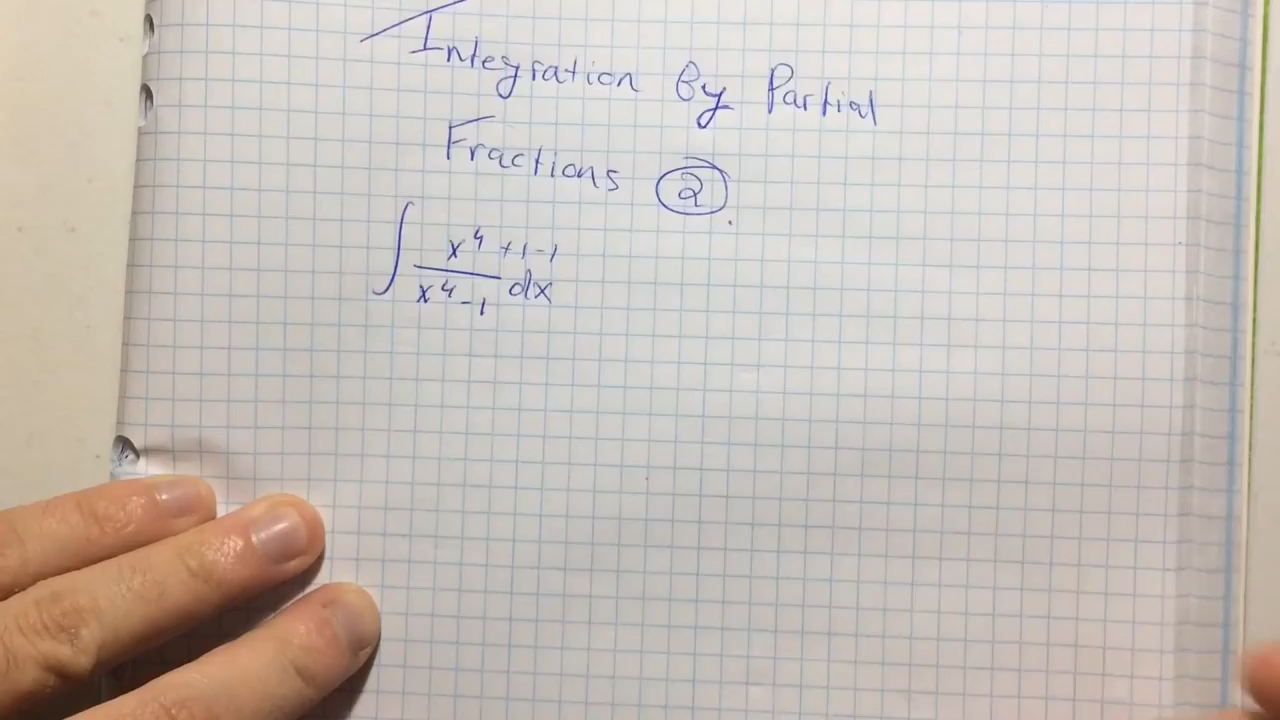 Integration By Partial
Fractions ②.
∫ x⁴ +1-1
x⁴-1 dx